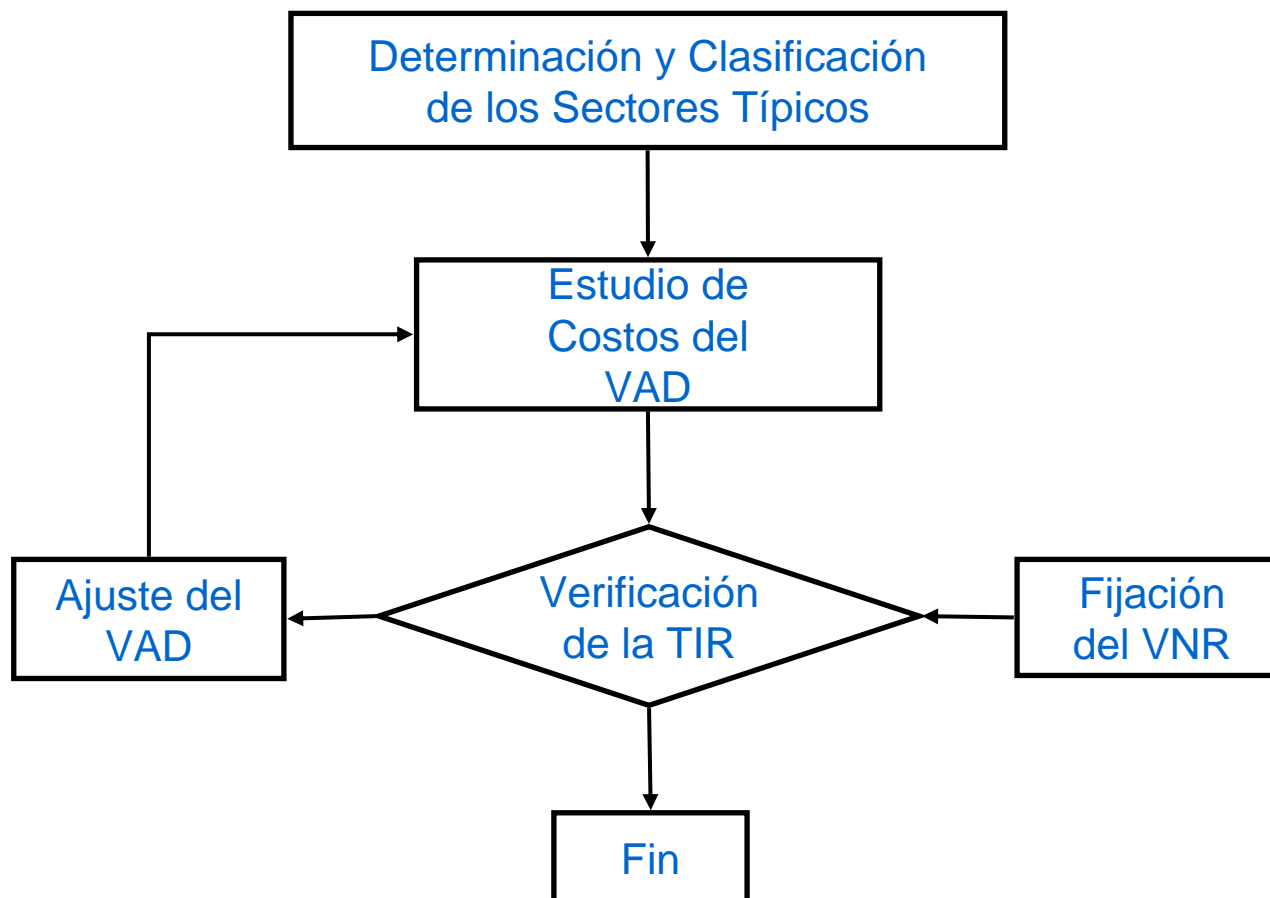 Determinación y Clasificación
de los Sectores Típicos
Estudio de
Costos del
VAD
Ajuste del
VAD
Verificación
de la TIR
Fijación
del VNR
Fin